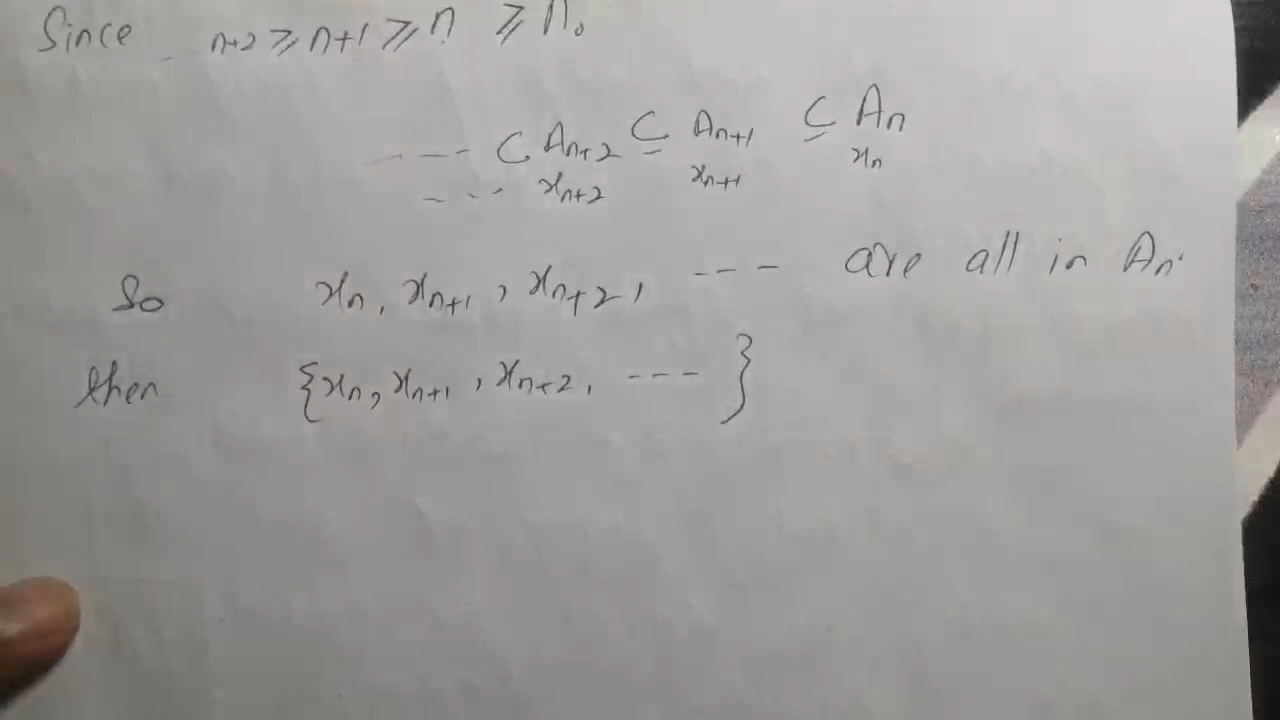 Since n+2 ⩾ n+1 ⩾ n ⩾ n₀
---- ⊂ Aₙ₊₂ ⊆ Aₙ₊₁ ⊆ Aₙ
---- xₙ₊₂ xₙ₊₁ xₙ
So xₙ, xₙ₊₁, xₙ₊₂, --- are all in Aₙ.
then {xₙ, xₙ₊₁, xₙ₊₂, ---- }